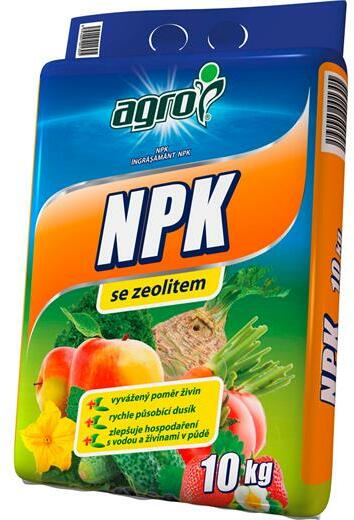 agro
NPK
ÎNGRĂȘĂMÂNT NPK
NPK
se zeolitem
vyvážený poměr živin
rychle působící dusík
zlepšuje hospodaření
s vodou a živinami v půdě
10 kg
NPK 10 kg